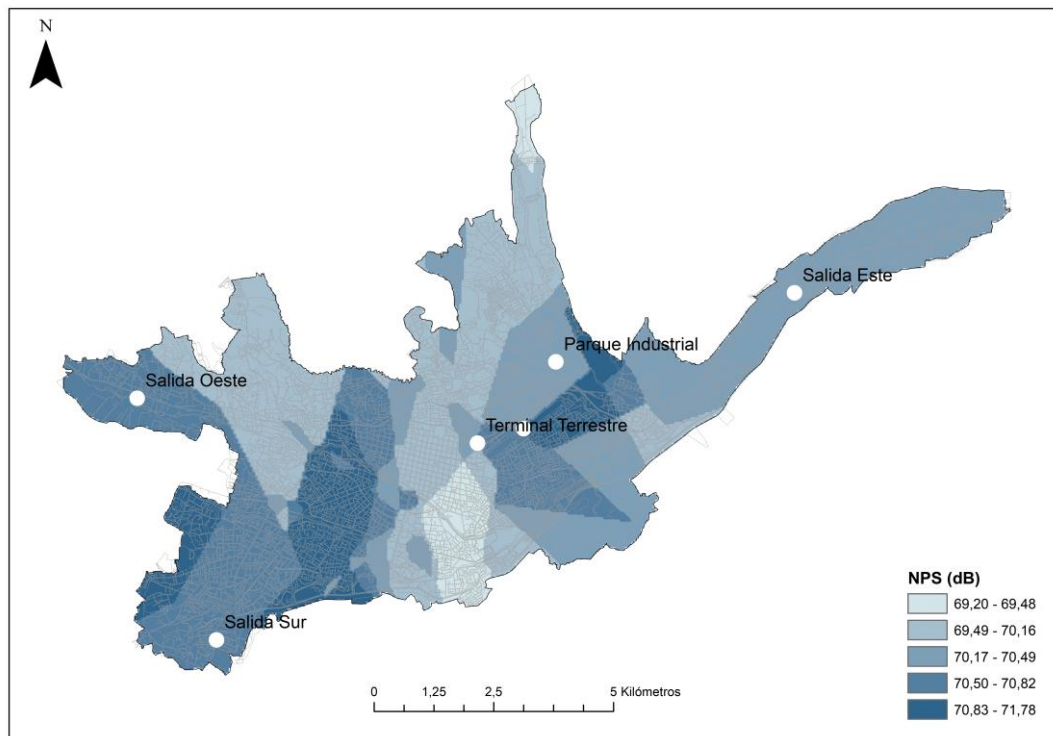 N
Salida Este
Parque Industrial
Salida Oeste
Terminal Terrestre
Salida Sur
NPS (dB)
69,20 - 69,48
69,49 - 70,16
70,17 - 70,49
70,50 - 70,82
70,83 - 71,78
0 1,25 2,5 5 Kilómetros